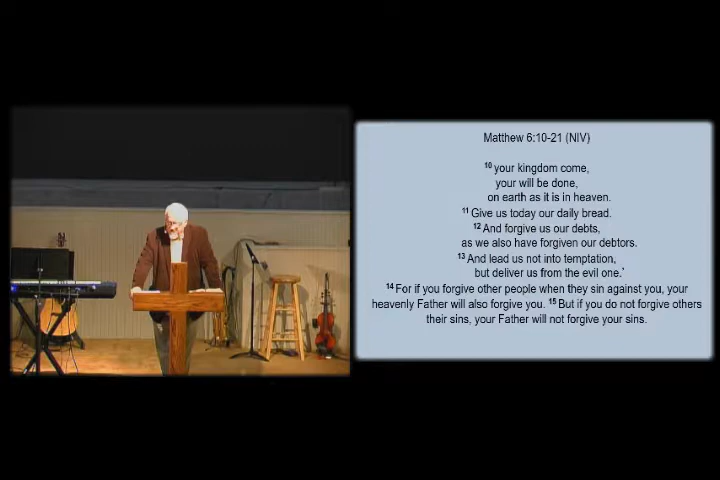 Matthew 6:10-21 (NIV)
10 your kingdom come,
your will be done,
on earth as it is in heaven.
11 Give us today our daily bread.
12 And forgive us our debts,
as we also have forgiven our debtors.
13 And lead us not into temptation,
but deliver us from the evil one.'
14 For if you forgive other people when they sin against you, your
heavenly Father will also forgive you. 15 But if you do not forgive others
their sins, your Father will not forgive your sins.